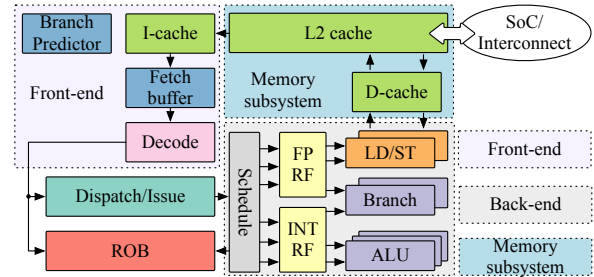 Branch
Predictor
I-cache
L2 cache
SoC/
Interconnect
Front-end
Fetch
buffer
Memory
subsystem
D-cache
Decode
Schedule
FP
RF
LD/ST
Front-end
Dispatch/Issue
Branch
Back-end
ROB
INT
RF
ALU
Memory
subsystem